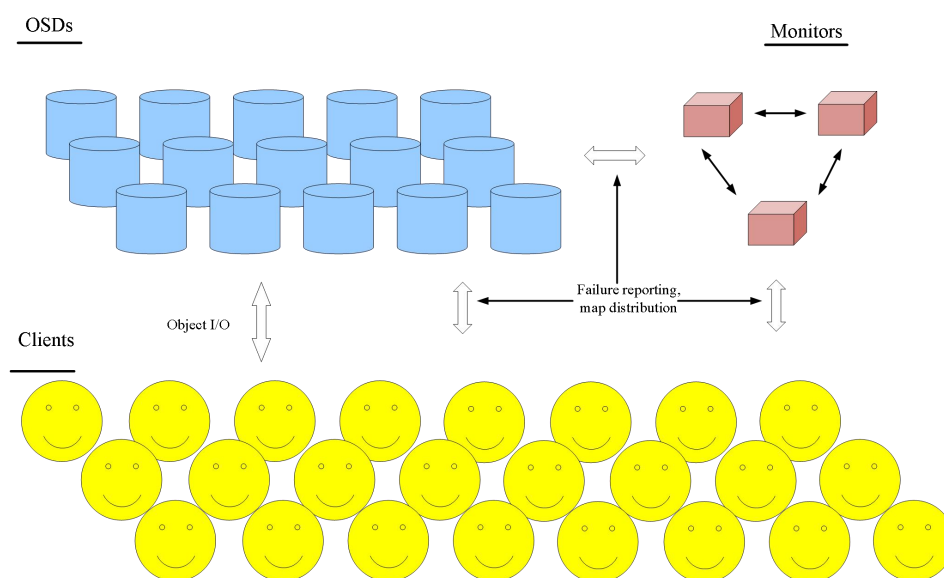 OSDs
Monitors
Failure reporting,
map distribution
Object I/O
Clients